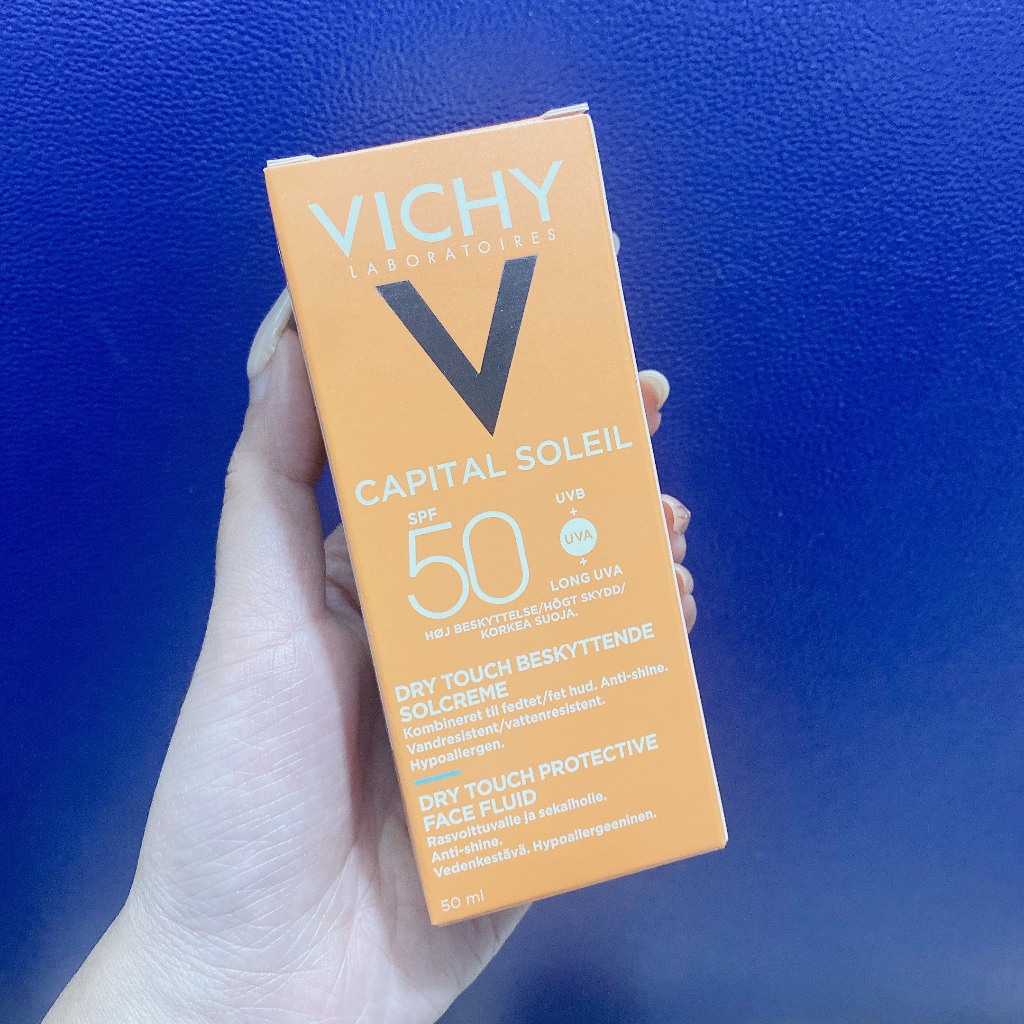 VICHY
LABORATOIRES
V
CAPITAL SOLEIL
SPF
50
UVB
+
UVA
+
LONG UVA
HØJ BESKYTTELSE/HÖGT SKYDD/
KORKEA SUOJA.
DRY TOUCH BESKYTTENDE
SOLCREME
Kombineret til fedtet/fet hud. Anti-shine.
Vandresistent/vattenresistent.
Hypoallergen.
DRY TOUCH PROTECTIVE
FACE FLUID
Rasvoittuvalle ja sekaiholle.
Anti-shine.
Vedenkestävä. Hypoallergeeninen.
50 ml